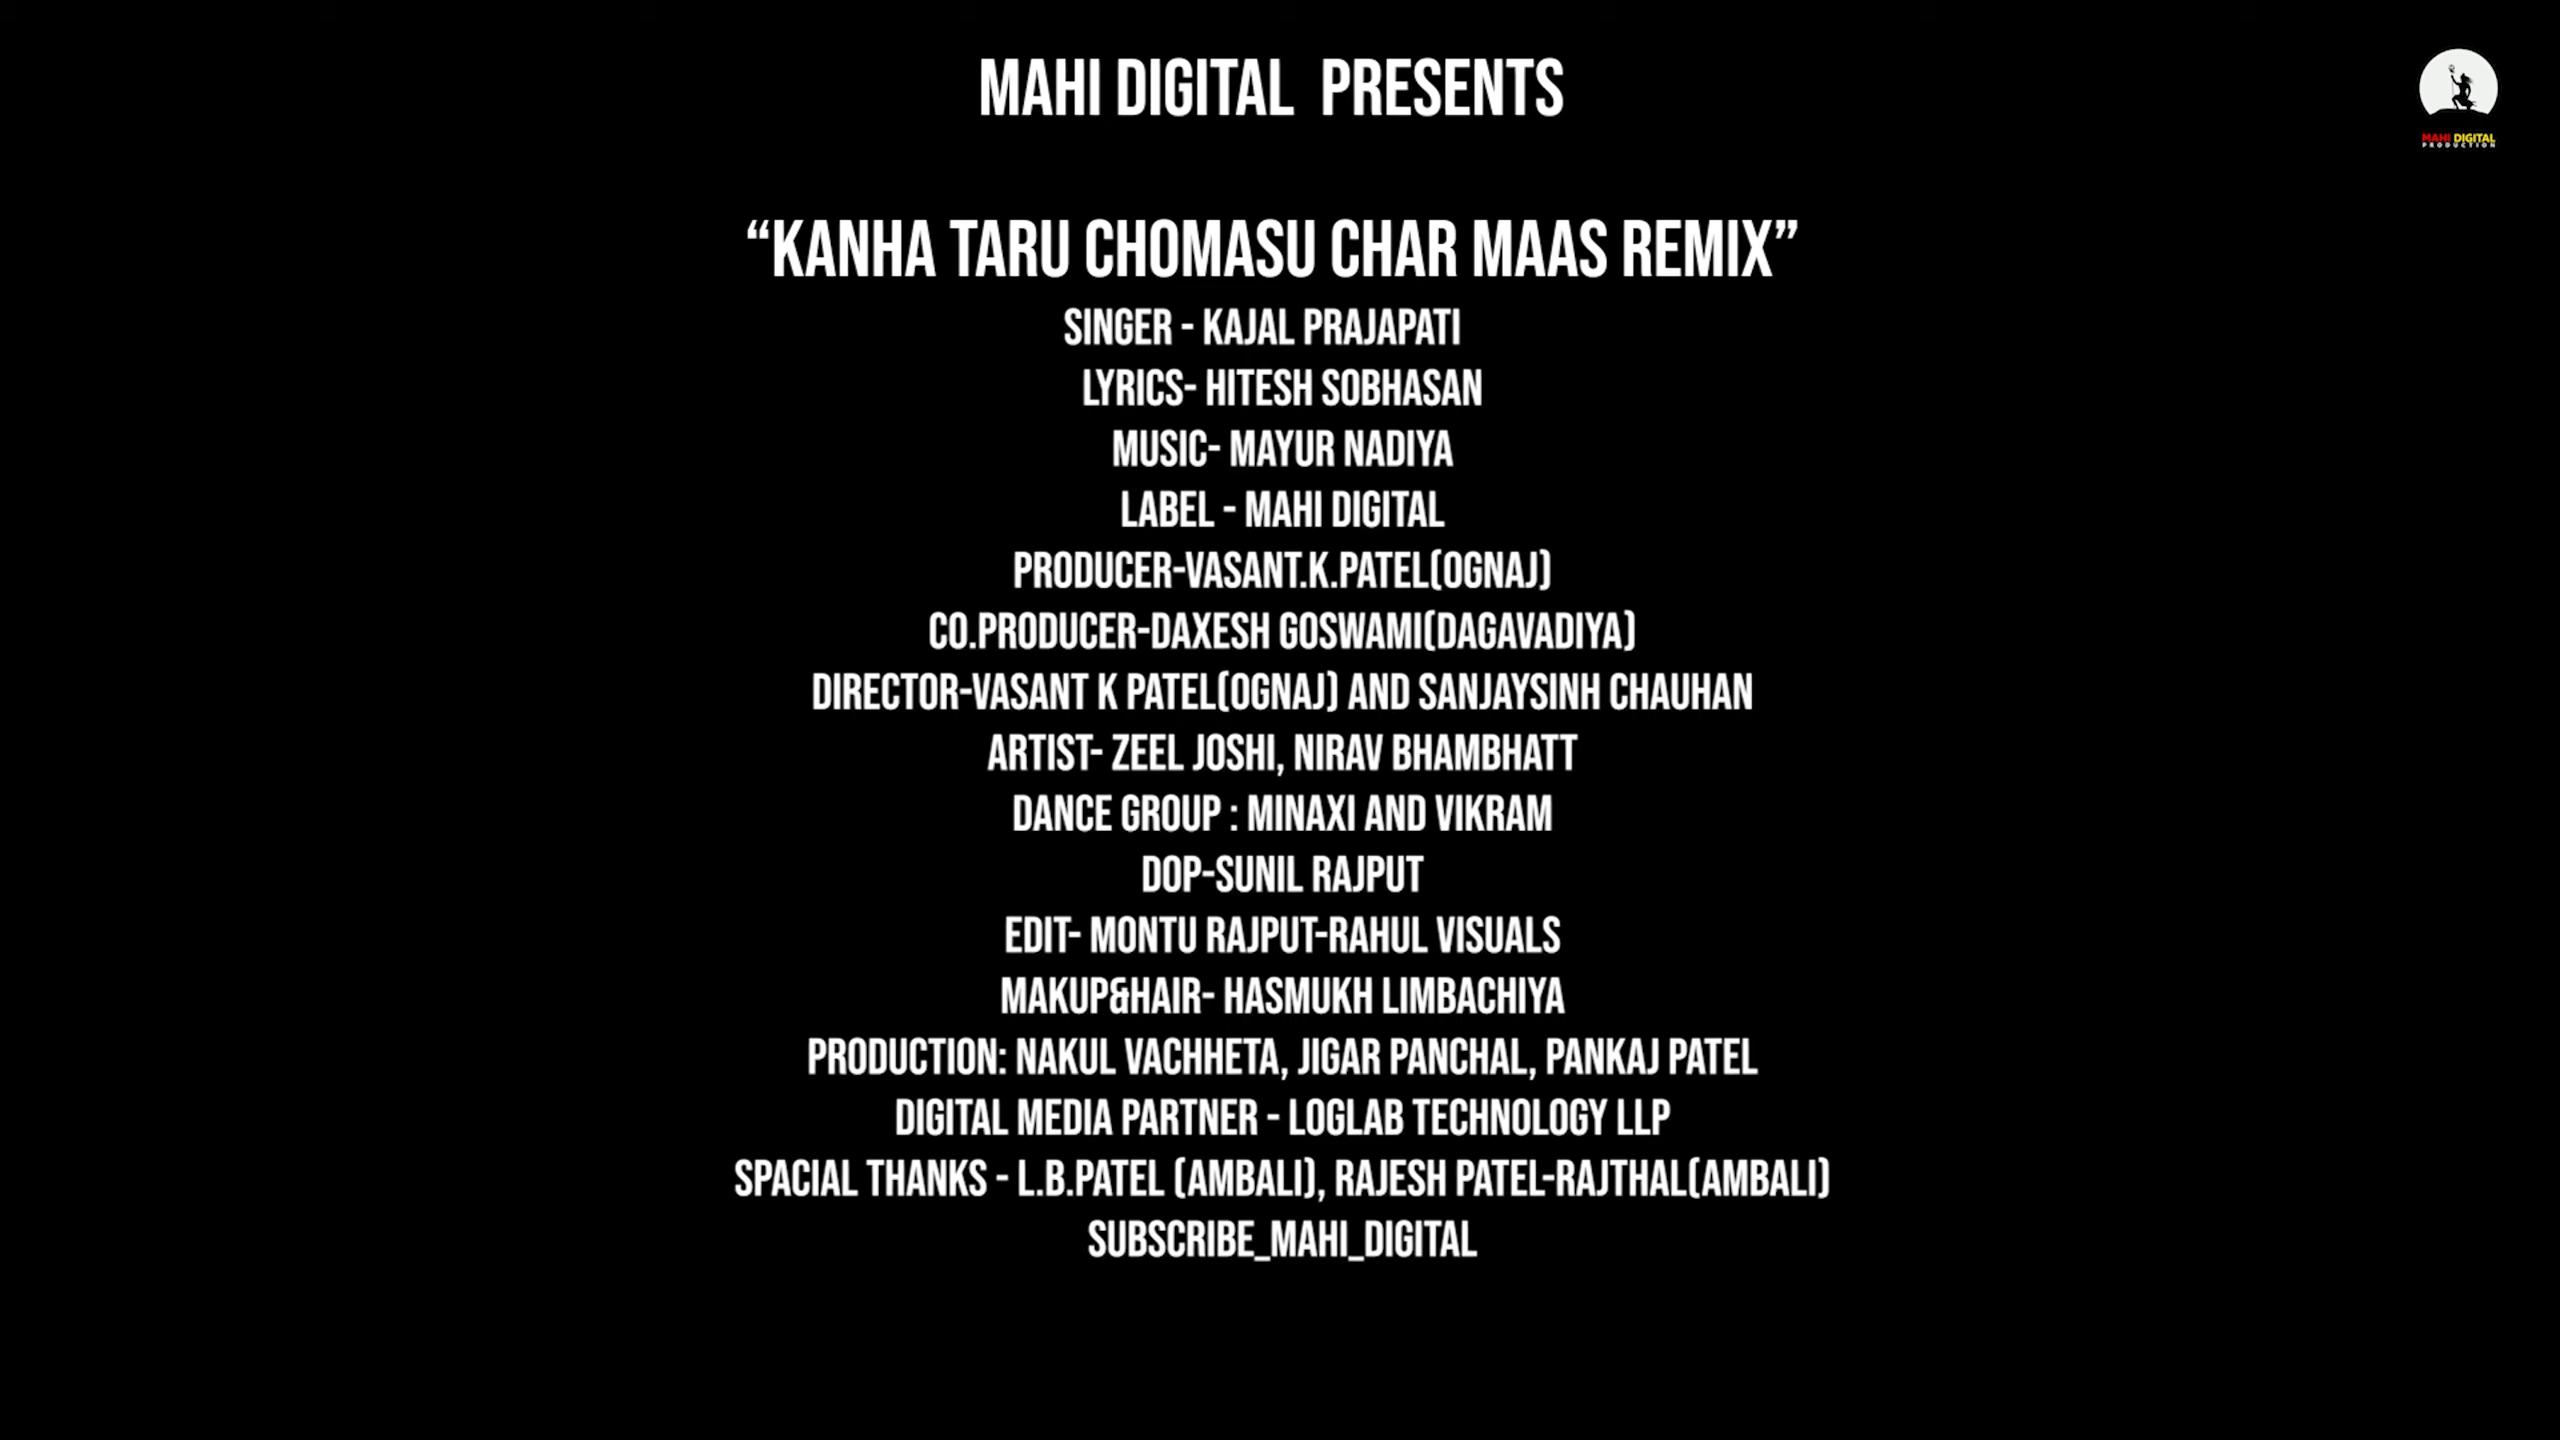 MAHI DIGITAL PRESENTS
MAHI DIGITAL
PRODUCTION
“KANHA TARU CHOMASU CHAR MAAS REMIX”
SINGER - KAJAL PRAJAPATI
LYRICS- HITESH SOBHASAN
MUSIC- MAYUR NADIYA
LABEL - MAHI DIGITAL
PRODUCER-VASANT.K.PATEL(OGNAJ)
CO.PRODUCER-DAXESH GOSWAMI(DAGAVADIYA)
DIRECTOR-VASANT K PATEL(OGNAJ) AND SANJAYSINH CHAUHAN
ARTIST- ZEEL JOSHI, NIRAV BHAMBHATT
DANCE GROUP : MINAXI AND VIKRAM
DOP-SUNIL RAJPUT
EDIT- MONTU RAJPUT-RAHUL VISUALS
MAKUP&HAIR- HASMUKH LIMBACHIYA
PRODUCTION: NAKUL VACHHETA, JIGAR PANCHAL, PANKAJ PATEL
DIGITAL MEDIA PARTNER - LOGLAB TECHNOLOGY LLP
SPACIAL THANKS - L.B.PATEL (AMBALI), RAJESH PATEL-RAJTHAL(AMBALI)
SUBSCRIBE_MAHI_DIGITAL